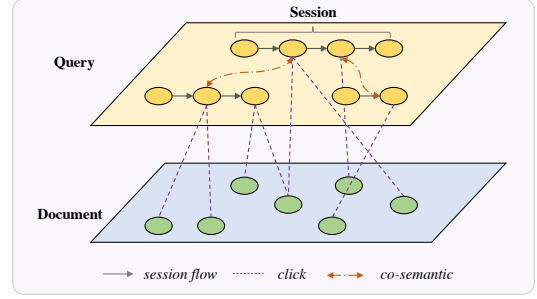 Session
Query
Document
session flow
click
co-semantic